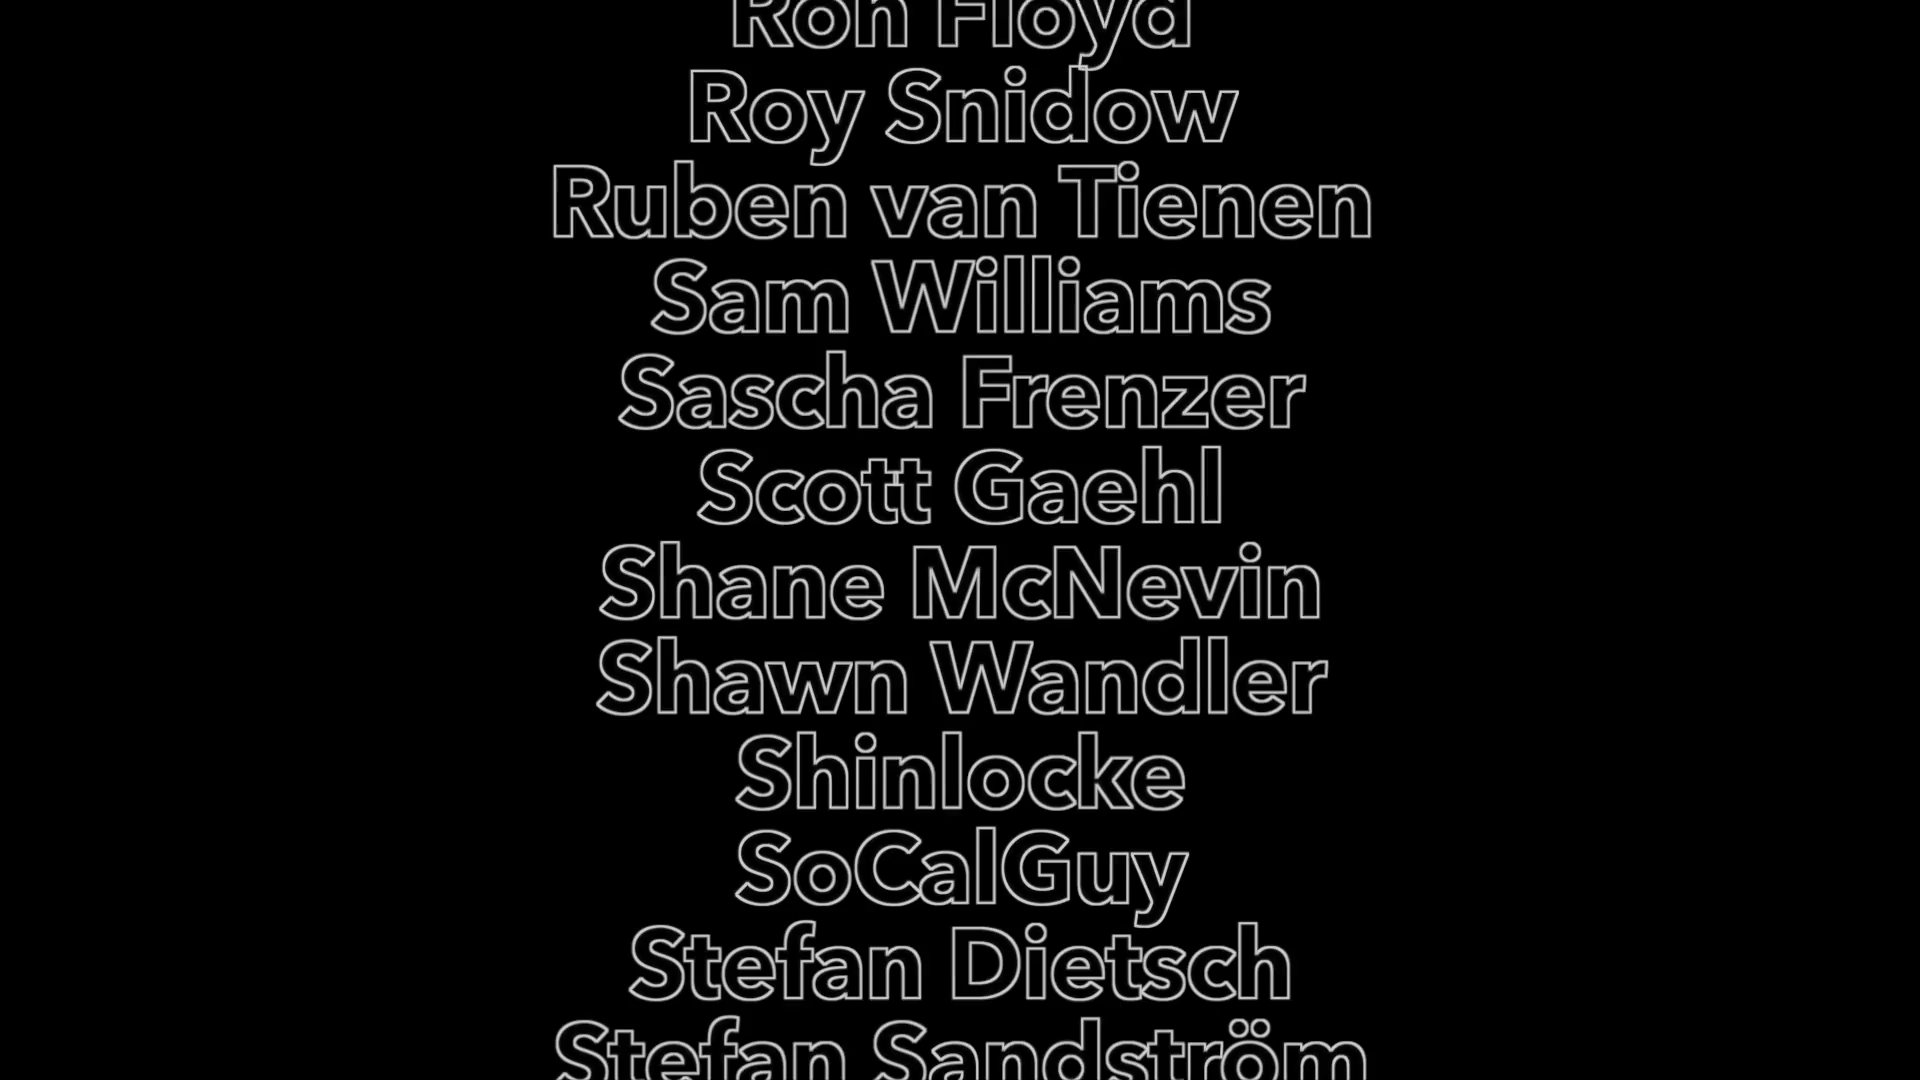 Ron Floyd
Roy Snidow
Ruben van Tienen
Sam Williams
Sascha Frenzer
Scott Gaehl
Shane McNevin
Shawn Wandler
Shinlocke
SoCalGuy
Stefan Dietsch
Stefan Sandström